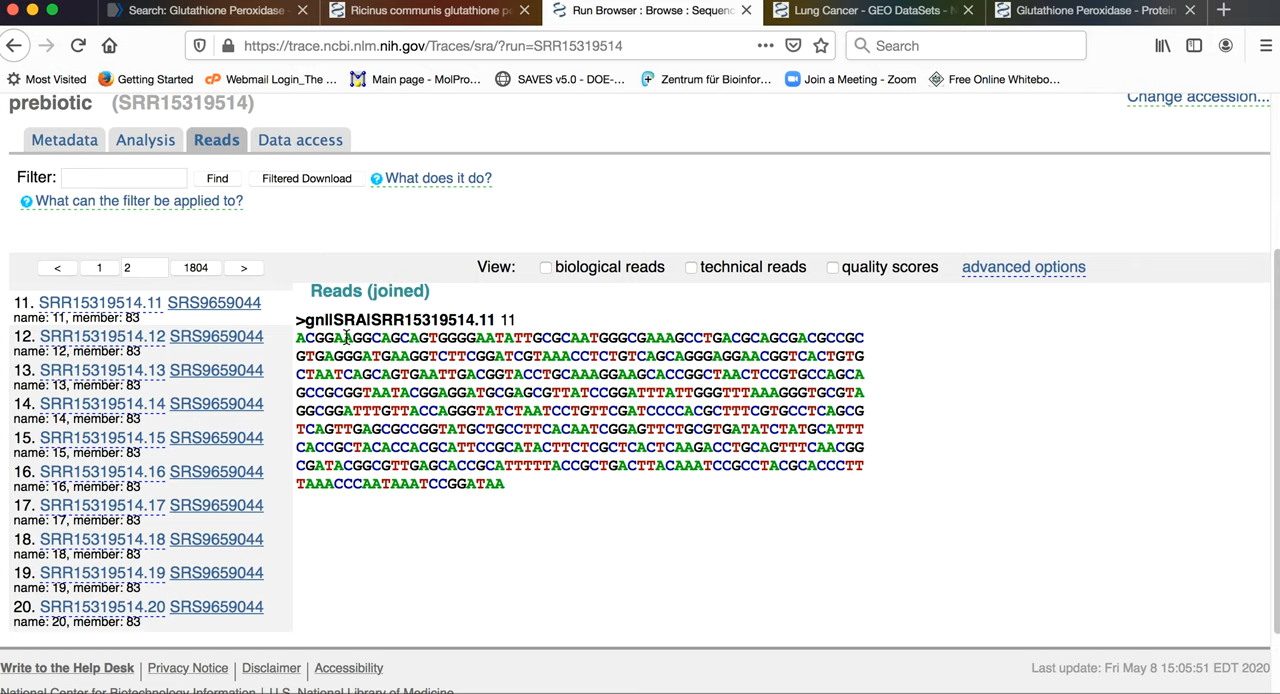 Search: Glutathione Peroxidase - ×
Ricinus communis glutathione p ×
Run Browser : Browse : Sequenc ×
Lung Cancer - GEO DataSets - N ×
Glutathione Peroxidase - Protein ×
https://trace.ncbi.nlm.nih.gov/Traces/sra/?run=SRR15319514
Search
Most Visited Getting Started Webmail Login_The ... Main page - MolPro... SAVES v5.0 - DOE-... Zentrum für Bioinfor... Join a Meeting - Zoom Free Online Whitebo...
prebiotic (SRR15319514)
Change accession...
Metadata Analysis Reads Data access
Filter: Find Filtered Download What does it do?
What can the filter be applied to?
< 1 2 1804 >
View: biological reads technical reads quality scores advanced options
Reads (joined)
11. SRR15319514.11 SRS9659044
name: 11, member: 83
12. SRR15319514.12 SRS9659044
name: 12, member: 83
13. SRR15319514.13 SRS9659044
name: 13, member: 83
14. SRR15319514.14 SRS9659044
name: 14, member: 83
15. SRR15319514.15 SRS9659044
name: 15, member: 83
16. SRR15319514.16 SRS9659044
name: 16, member: 83
17. SRR15319514.17 SRS9659044
name: 17, member: 83
18. SRR15319514.18 SRS9659044
name: 18, member: 83
19. SRR15319514.19 SRS9659044
name: 19, member: 83
20. SRR15319514.20 SRS9659044
name: 20, member: 83
>gnl|SRA|SRR15319514.11 11
ACGGAAGGCAGCAGTGGGGAATATTGCGCAATGGGCGAAAGCCTGACGCAGCGACGCCGC
GTGAGGGATGAAGGTCTTCGGATCGTAAACCTCTGTCAGCAGGGAGGAACGGTCACTGTG
CTAATCAGCAGTGAATTGACGGTACCTGCAAAGGAAGCACCGGCTAACTCCGTGCCAGCA
GCCGCGGTAATACGGAGGATGCGAGCGTTATCCGGATTTATTGGGTTTAAAGGGTGCGTA
GGCGGATTTGTTACCAGGGTATCTAATCCTGTTCGATCCCCACGCTTTCGTGCCTCAGCG
TCAGTTGAGCGCCGGTATGCTGCCTTCACAATCGGAGTTCTGCGTGATATCTATGCATTT
CACCGCTACACCACGCATTCCGCATACTTCTCGCTCACTCAAGACCTGCAGTTTCAACGG
CGATACGGCGTTGAGCACCGCATTTTTACCGCTGACTTACAAATCCGCCTACGCACCCTT
TAAACCCAATAAATCCGGATAA
Write to the Help Desk | Privacy Notice | Disclaimer | Accessibility
Last update: Fri May 8 15:05:51 EDT 2020
National Center for Biotechnology Information | U.S. National Library of Medicine